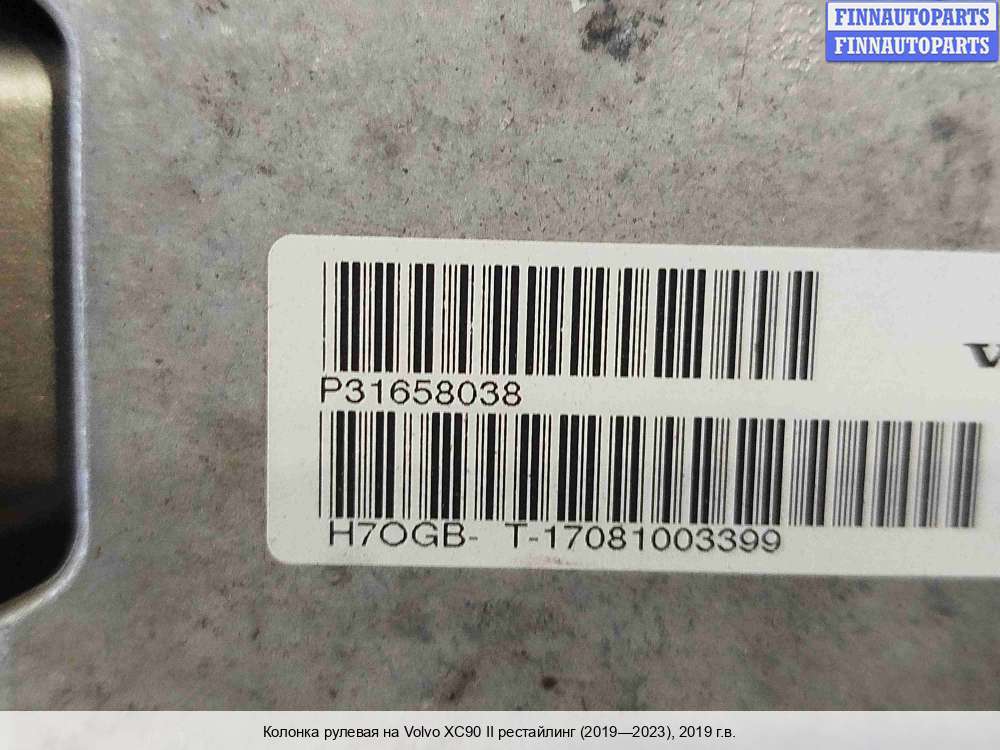 FINNAUTOPARTS
FINNAUTOPARTS
P31658038
H7OGB- T-17081003399
Колонка рулевая на Volvo XC90 II рестайлинг (2019—2023), 2019 г.в.